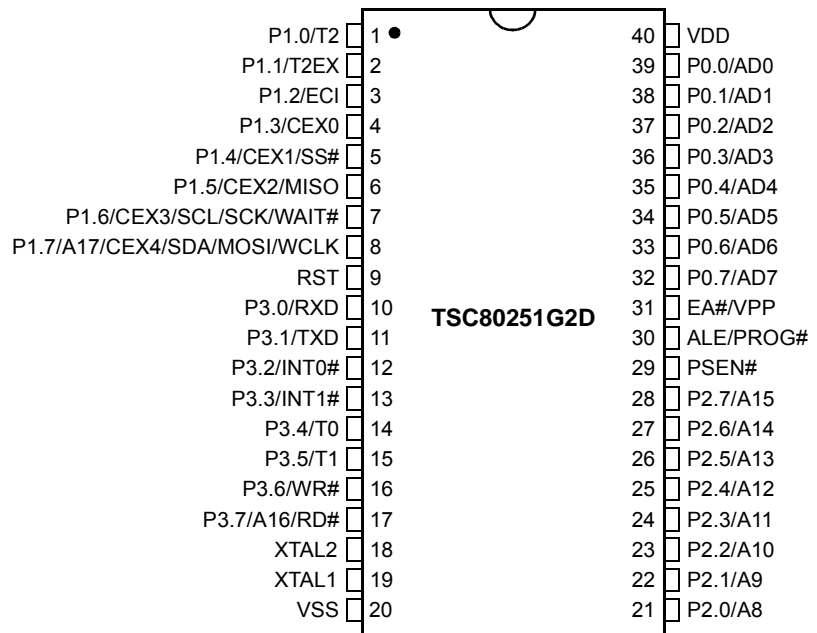 P1.0/T2 1 40 VDD
P1.1/T2EX 2 39 P0.0/AD0
P1.2/ECI 3 38 P0.1/AD1
P1.3/CEX0 4 37 P0.2/AD2
P1.4/CEX1/SS# 5 36 P0.3/AD3
P1.5/CEX2/MISO 6 35 P0.4/AD4
P1.6/CEX3/SCL/SCK/WAIT# 7 34 P0.5/AD5
P1.7/A17/CEX4/SDA/MOSI/WCLK 8 33 P0.6/AD6
RST 9 32 P0.7/AD7
P3.0/RXD 10 31 EA#/VPP
TSC80251G2D
P3.1/TXD 11 30 ALE/PROG#
P3.2/INT0# 12 29 PSEN#
P3.3/INT1# 13 28 P2.7/A15
P3.4/T0 14 27 P2.6/A14
P3.5/T1 15 26 P2.5/A13
P3.6/WR# 16 25 P2.4/A12
P3.7/A16/RD# 17 24 P2.3/A11
XTAL2 18 23 P2.2/A10
XTAL1 19 22 P2.1/A9
VSS 20 21 P2.0/A8